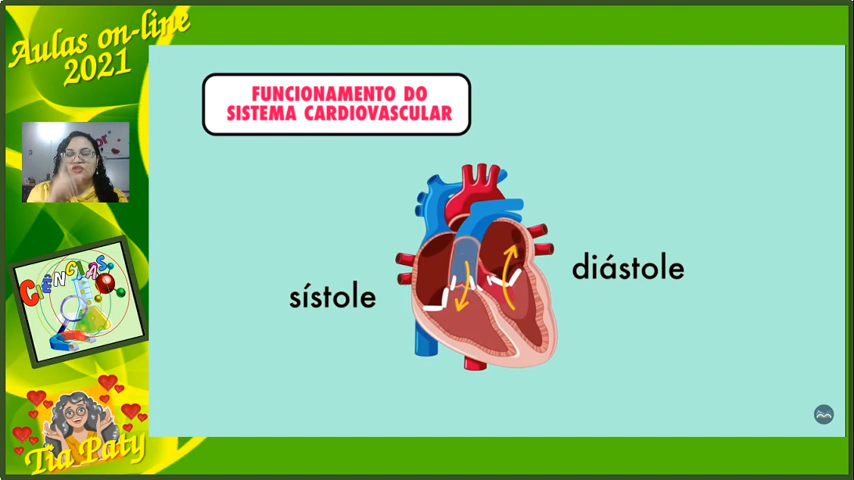 Aulas on-line
2021
FUNCIONAMENTO DO
SISTEMA CARDIOVASCULAR
sístole
diástole
CIÊNCIAS
Tia Paty